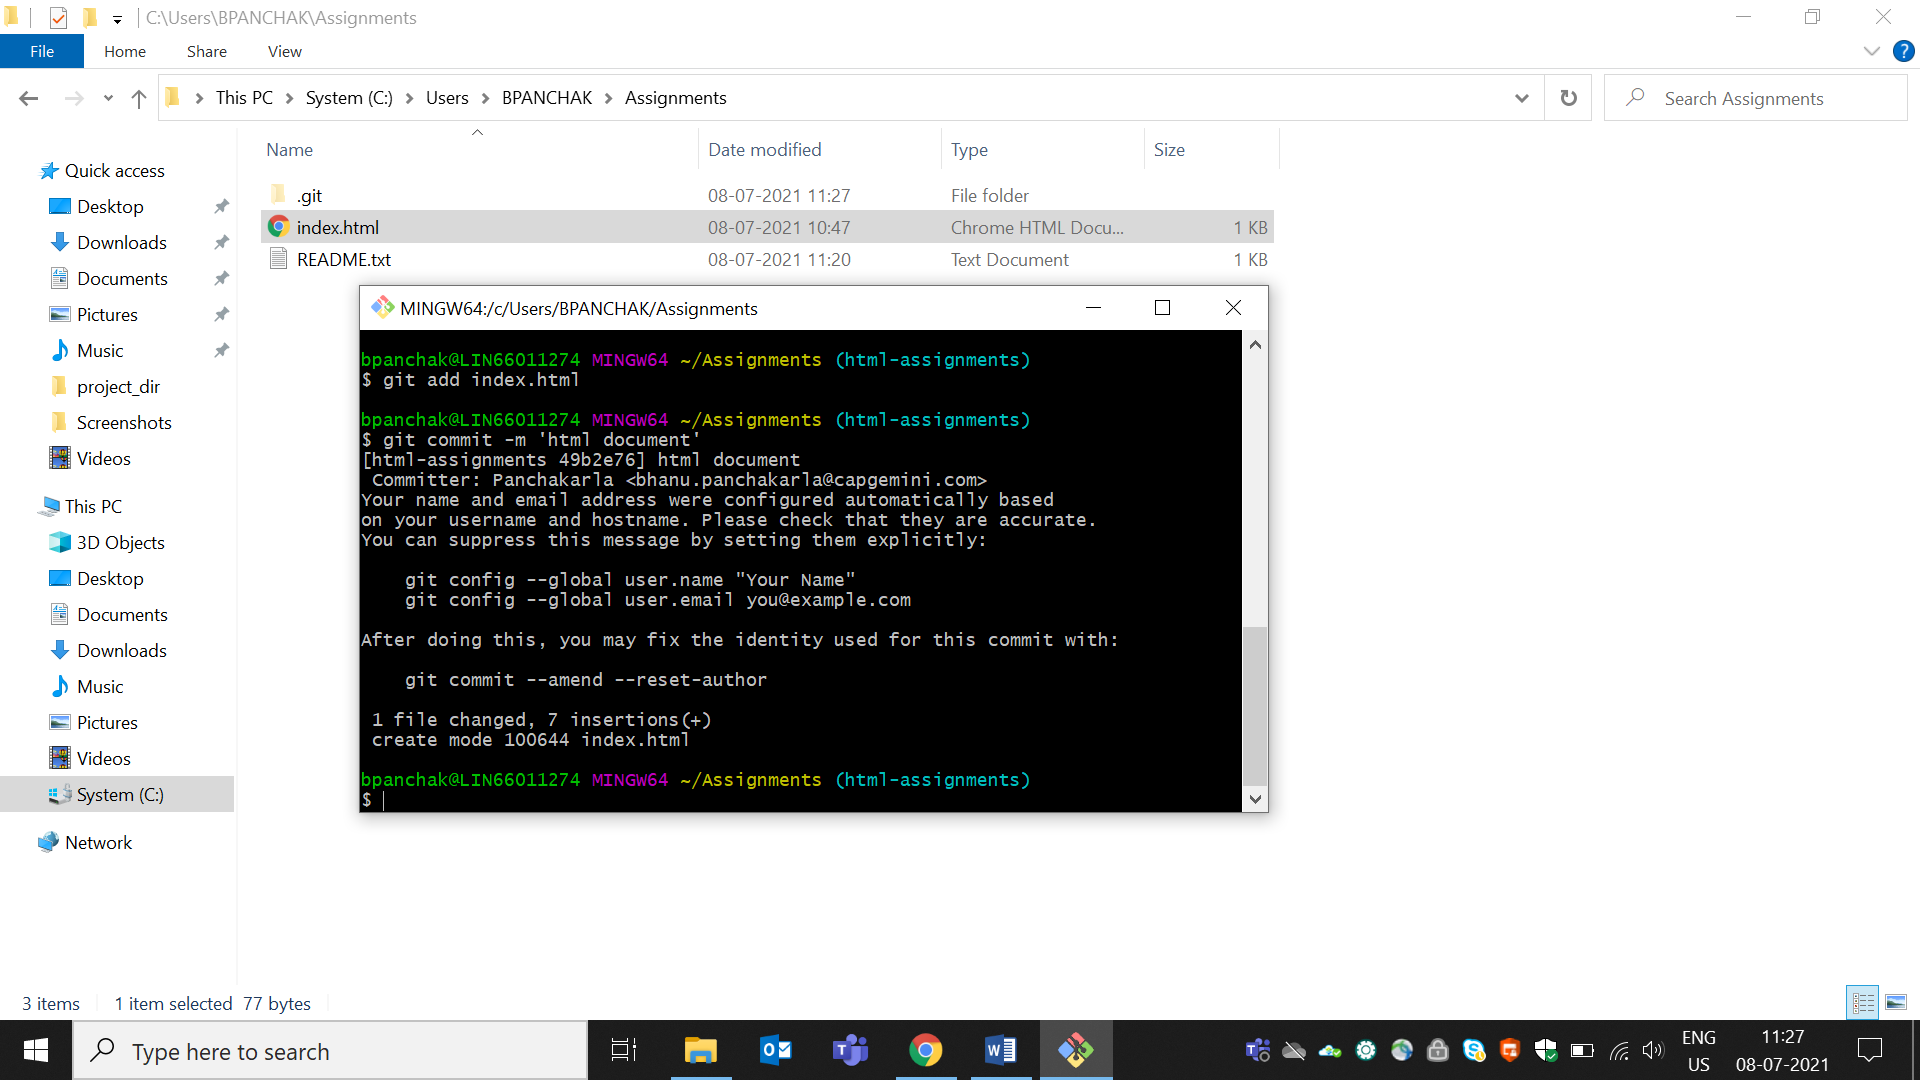 C:\Users\BPANCHAK\Assignments
File Home Share View
This PC System (C:) Users BPANCHAK Assignments
Search Assignments
Name Date modified Type Size
.git 08-07-2021 11:27 File folder
index.html 08-07-2021 10:47 Chrome HTML Docu... 1 KB
README.txt 08-07-2021 11:20 Text Document 1 KB
Quick access
Desktop
Downloads
Documents
Pictures
Music
project_dir
Screenshots
Videos
This PC
3D Objects
Desktop
Documents
Downloads
Music
Pictures
Videos
System (C:)
Network
MINGW64:/c/Users/BPANCHAK/Assignments
bpanchak@LIN66011274 MINGW64 ~/Assignments (html-assignments)
$ git add index.html
bpanchak@LIN66011274 MINGW64 ~/Assignments (html-assignments)
$ git commit -m 'html document'
[html-assignments 49b2e76] html document
Committer: Panchakarla <bhanu.panchakarla@capgemini.com>
Your name and email address were configured automatically based
on your username and hostname. Please check that they are accurate.
You can suppress this message by setting them explicitly:
git config --global user.name "Your Name"
git config --global user.email you@example.com
After doing this, you may fix the identity used for this commit with:
git commit --amend --reset-author
1 file changed, 7 insertions(+)
create mode 100644 index.html
bpanchak@LIN66011274 MINGW64 ~/Assignments (html-assignments)
$
3 items 1 item selected 77 bytes
Type here to search
ENG
US
11:27
08-07-2021